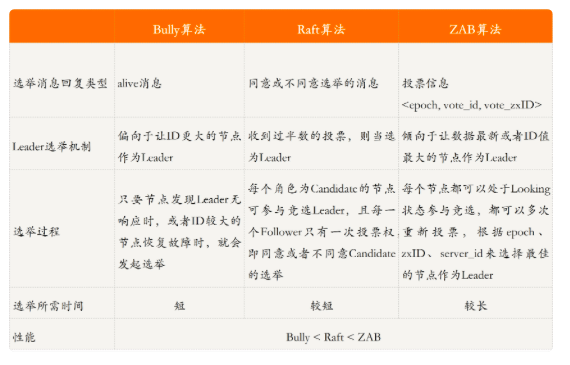 Bully算法 Raft算法 ZAB算法
选举消息回复类型
alive消息
同意或不同意选举的消息
投票信息
<epoch, vote_id, vote_zxID>
Leader选举机制
偏向于让ID更大的节点
作为Leader
收到过半数的投票，则当选
为Leader
倾向于让数据最新或者ID值
最大的节点作为Leader
选举过程
只要节点发现Leader无
响应时，或者ID较大的
节点恢复故障时，就会
发起选举
每个角色为Candidate的节点
可参与竞选Leader，且每一
个Follower只有一次投票权，
即同意或者不同意Candidate
的选举
每个节点都可以处于Looking
状态参与竞选，都可以多次
重新投票，根据epoch、
zxID、server_id来选择最佳
的节点作为Leader
选举所需时间
短
较短
较长
性能
Bully < Raft < ZAB